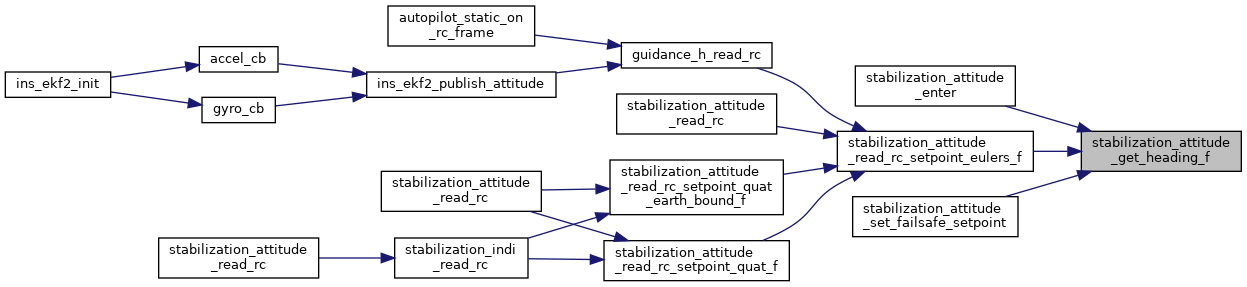 autopilot_static_on
_rc_frame
guidance_h_read_rc
accel_cb
ins_ekf2_init
ins_ekf2_publish_attitude
gyro_cb
stabilization_attitude
_enter
stabilization_attitude
_read_rc
stabilization_attitude
_read_rc_setpoint_eulers_f
stabilization_attitude
_get_heading_f
stabilization_attitude
_read_rc_setpoint_quat
_earth_bound_f
stabilization_attitude
_read_rc
stabilization_attitude
_set_failsafe_setpoint
stabilization_attitude
_read_rc
stabilization_indi
_read_rc
stabilization_attitude
_read_rc_setpoint_quat_f